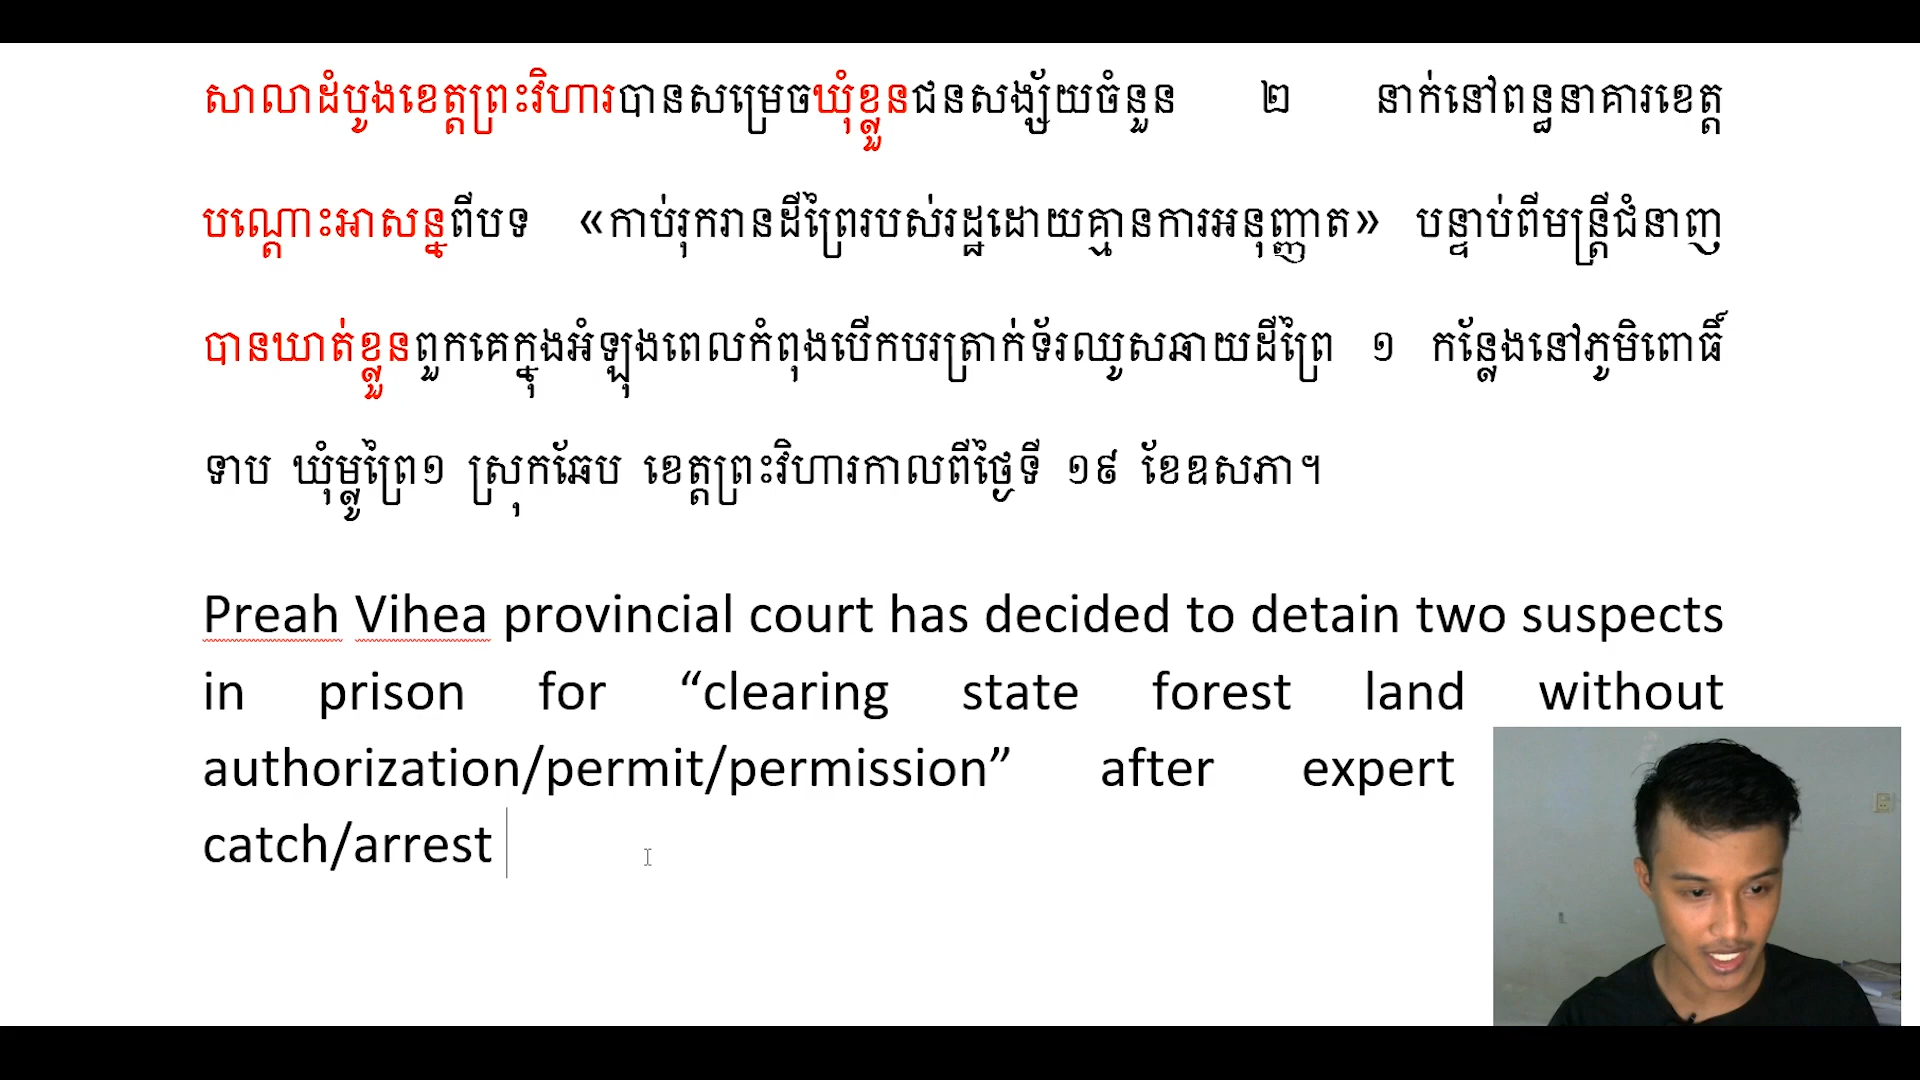 សាលាដំបូងខេត្តព្រះវិហារបានសម្រេចឃុំខ្លួនជនសង្ស័យចំនួន ២ នាក់នៅពន្ធនាគារខេត្ត
បណ្តោះអាសន្នពីបទ «កាប់រុករានដីព្រៃរបស់រដ្ឋដោយគ្មានការអនុញ្ញាត» បន្ទាប់ពីមន្ត្រីជំនាញ
បានឃាត់ខ្លួនពួកគេក្នុងអំឡុងពេលកំពុងបើកបរត្រាក់ទ័រឈូសឆាយដីព្រៃ ១ កន្លែងនៅភូមិពោធិ៍
ទាប ឃុំម្លូព្រៃ១ ស្រុកឆែប ខេត្តព្រះវិហារកាលពីថ្ងៃទី ១៩ ខែឧសភា។
Preah Vihea provincial court has decided to detain two suspects
in prison for “clearing state forest land without
authorization/permit/permission” after expert
catch/arrest